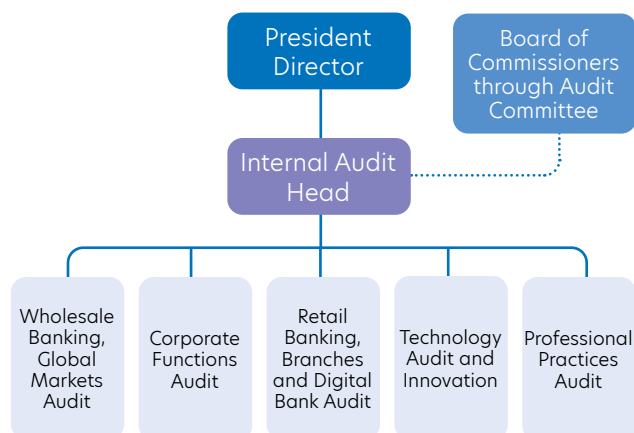 President
Director
Board of
Commissioners
through Audit
Committee
Internal Audit
Head
Wholesale
Banking,
Global
Markets
Audit
Corporate
Functions
Audit
Retail
Banking,
Branches
and Digital
Bank Audit
Technology
Audit and
Innovation
Professional
Practices
Audit